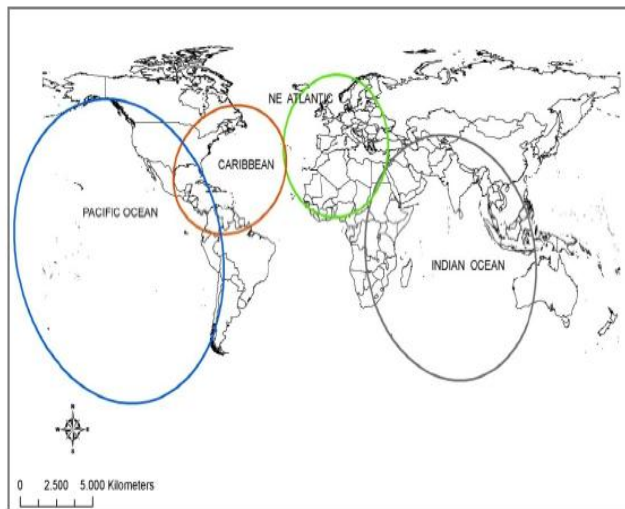 NE ATLANTIC
CARIBBEAN
PACIFIC OCEAN
INDIAN OCEAN
N
W E
S
0 2.500 5.000 Kilometers